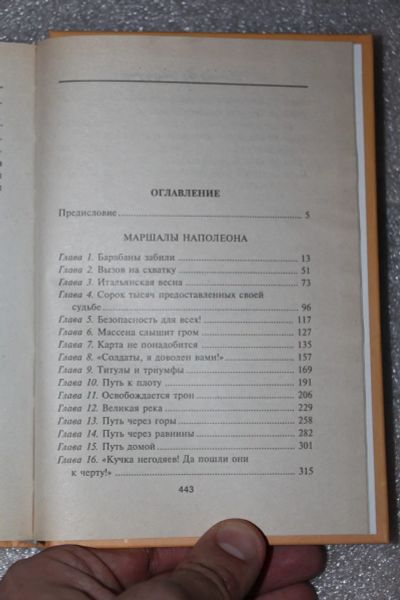 ОГЛАВЛЕНИЕ
Предисловие 5
МАРШАЛЫ НАПОЛЕОНА
Глава 1. Барабаны забили 13
Глава 2. Вызов на схватку 51
Глава 3. Итальянская весна 73
Глава 4. Сорок тысяч предоставленных своей
судьбе 96
Глава 5. Безопасность для всех! 117
Глава 6. Массена слышит гром 127
Глава 7. Карта не понадобится 135
Глава 8. «Солдаты, я доволен вами!» 157
Глава 9. Титулы и триумфы 169
Глава 10. Путь к плоту 191
Глава 11. Освобождается трон 206
Глава 12. Великая река 229
Глава 13. Путь через горы 258
Глава 14. Путь через равнины 282
Глава 15. Путь домой 301
Глава 16. «Кучка негодяев! Да пошли они
к черту!» 315
443